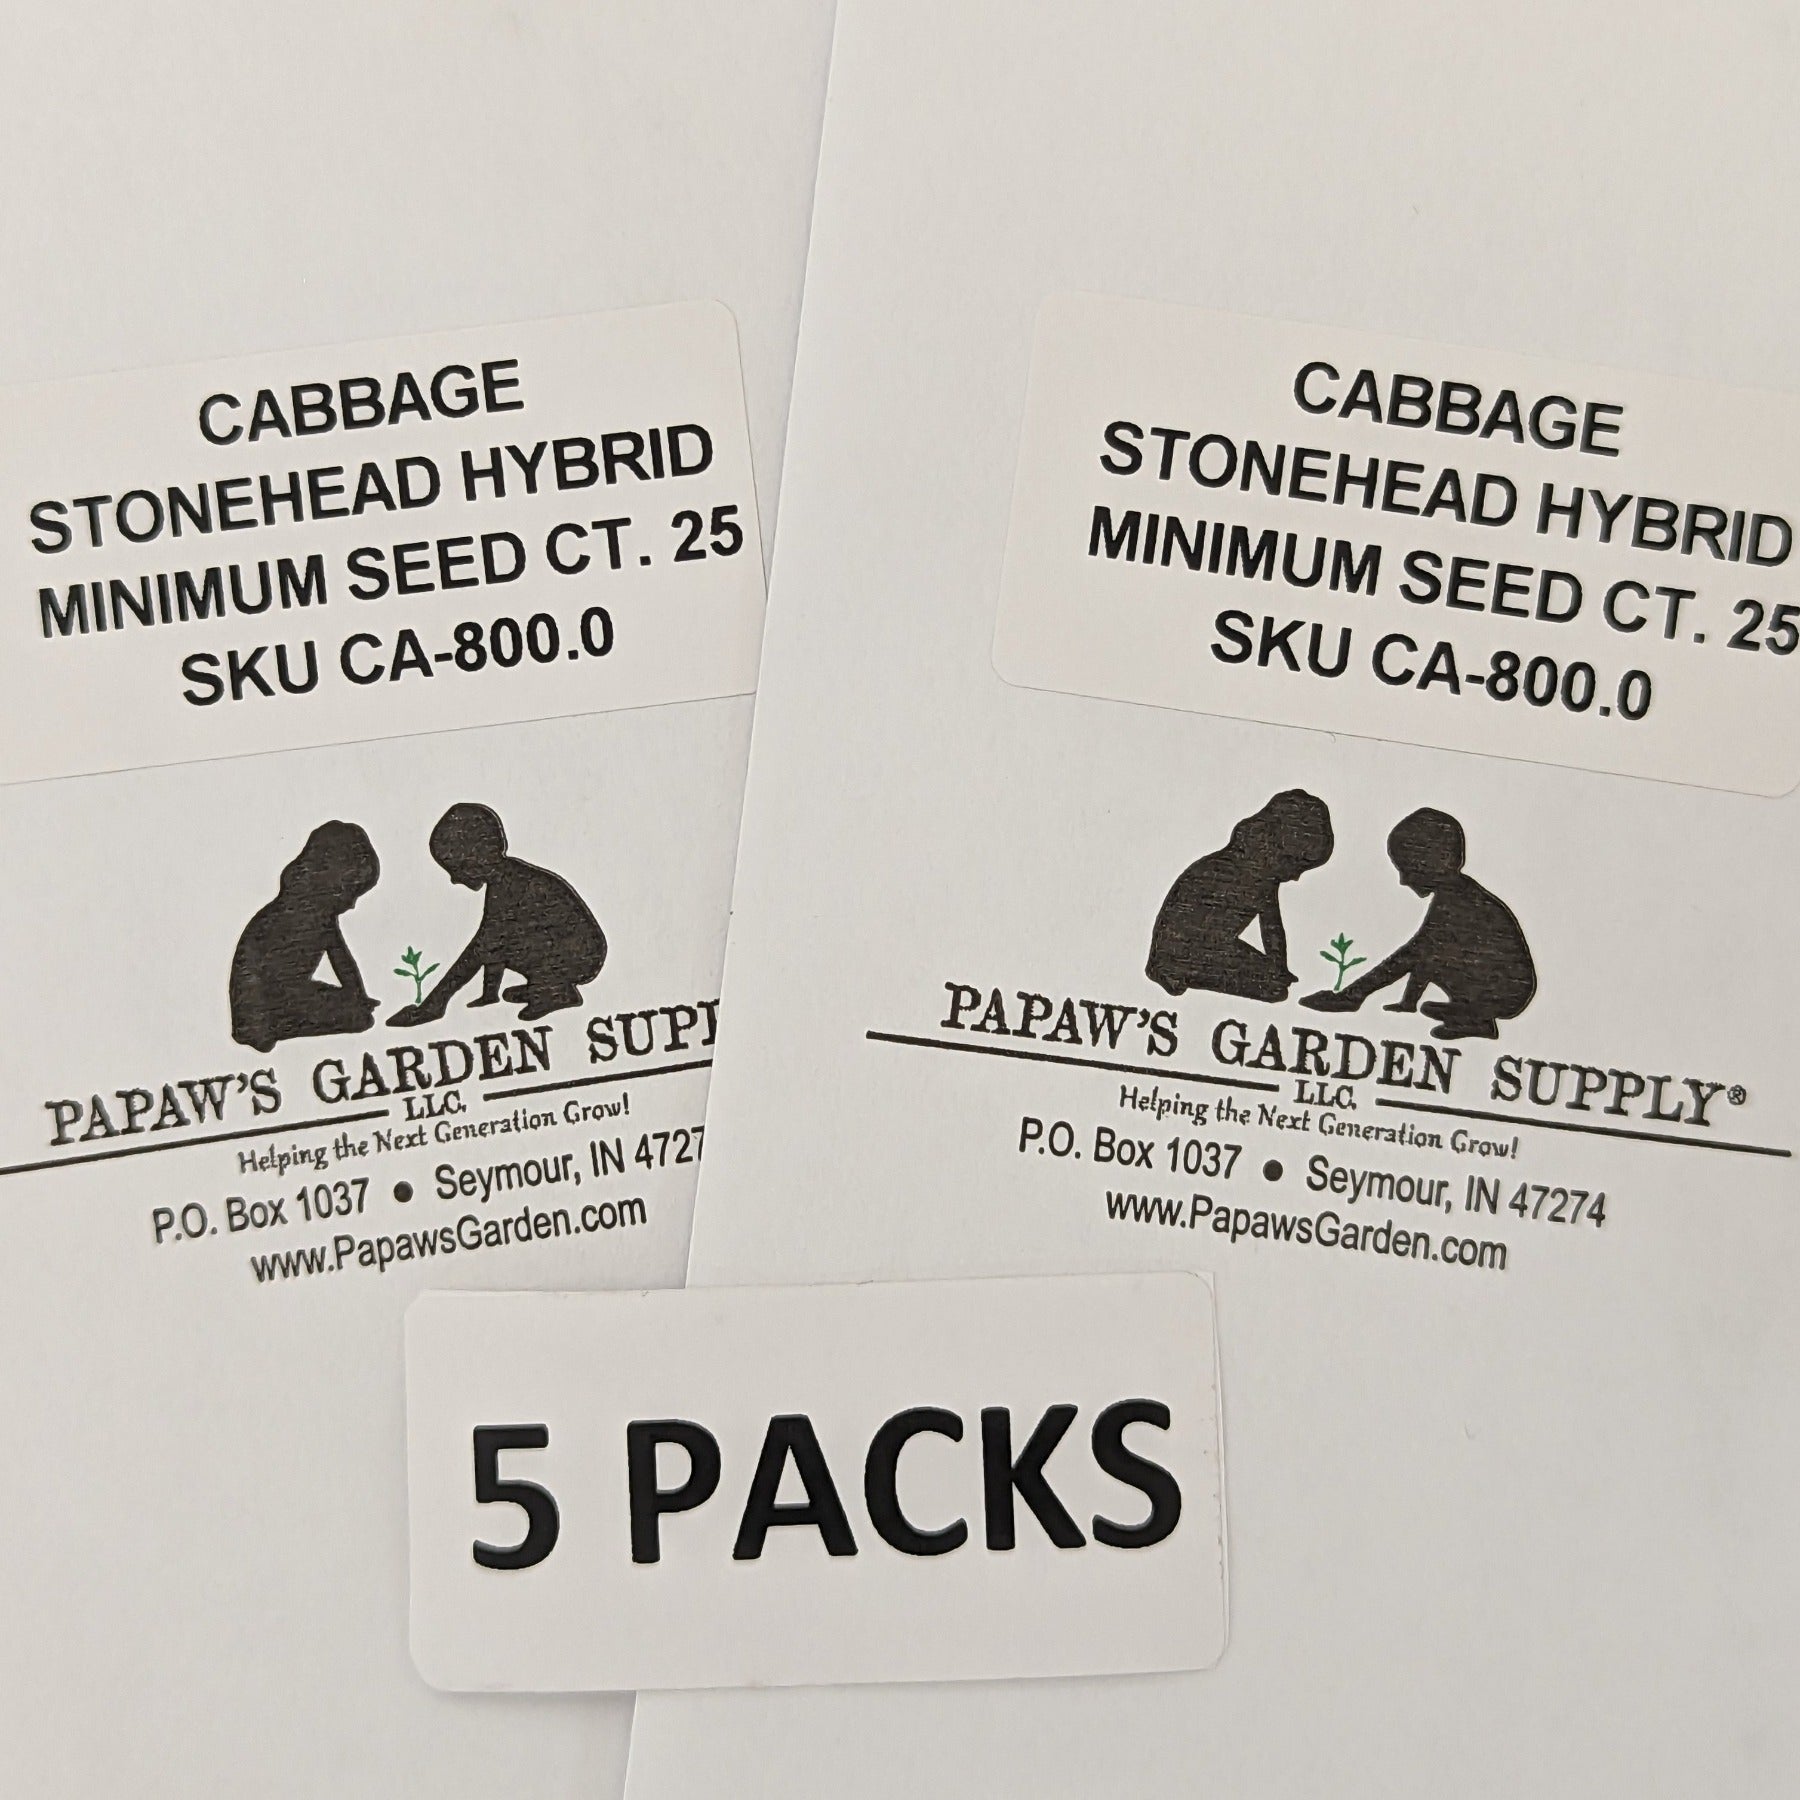 CABBAGE
STONEHEAD HYBRID
MINIMUM SEED CT. 25
SKU CA-800.0
PAPAW'S GARDEN
LLC.
Helping the Next Generation Grow!
P.O. Box 1037 • Seymour, IN 4727
www.PapawsGarden.com
CABBAGE
STONEHEAD HYBRID
MINIMUM SEED CT. 25
SKU CA-800.0
PAPAW'S GARDEN SUPPLY®
LLC.
Helping the Next Generation Grow!
P.O. Box 1037 • Seymour, IN 47274
www.PapawsGarden.com
5 PACKS